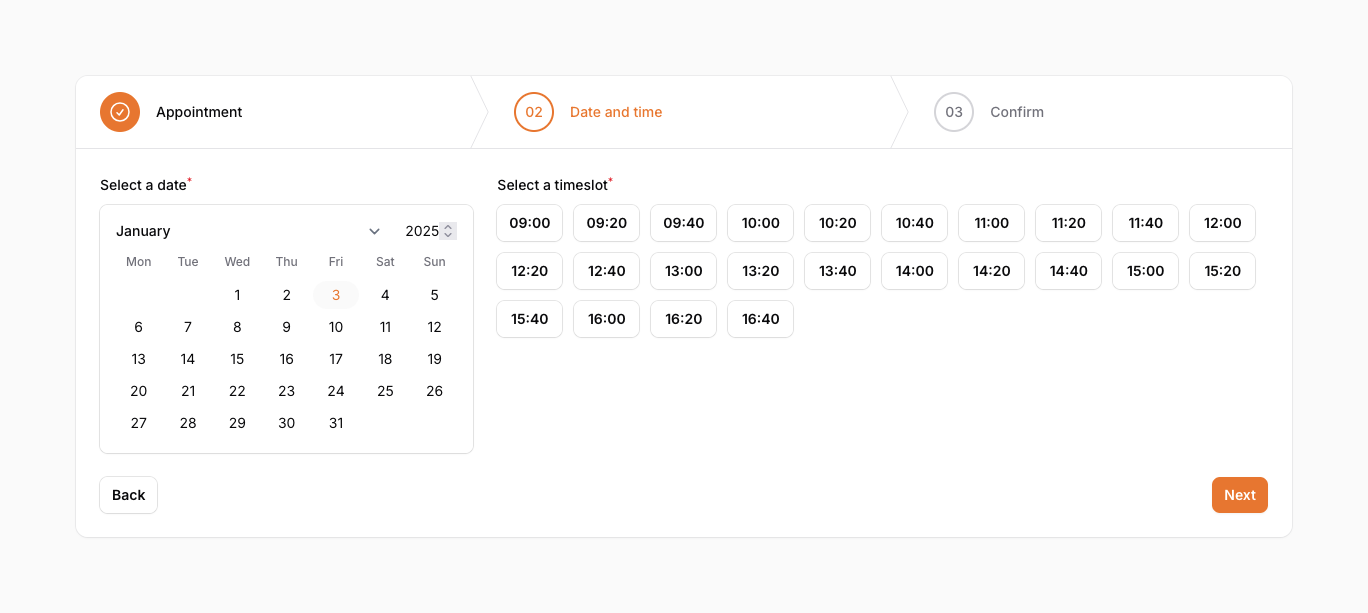 Appointment
02 Date and time
03 Confirm
Select a date*
January 2025
Mon Tue Wed Thu Fri Sat Sun
1 2 3 4 5
6 7 8 9 10 11 12
13 14 15 16 17 18 19
20 21 22 23 24 25 26
27 28 29 30 31
Select a timeslot*
09:00 09:20 09:40 10:00 10:20 10:40 11:00 11:20 11:40 12:00
12:20 12:40 13:00 13:20 13:40 14:00 14:20 14:40 15:00 15:20
15:40 16:00 16:20 16:40
Back
Next